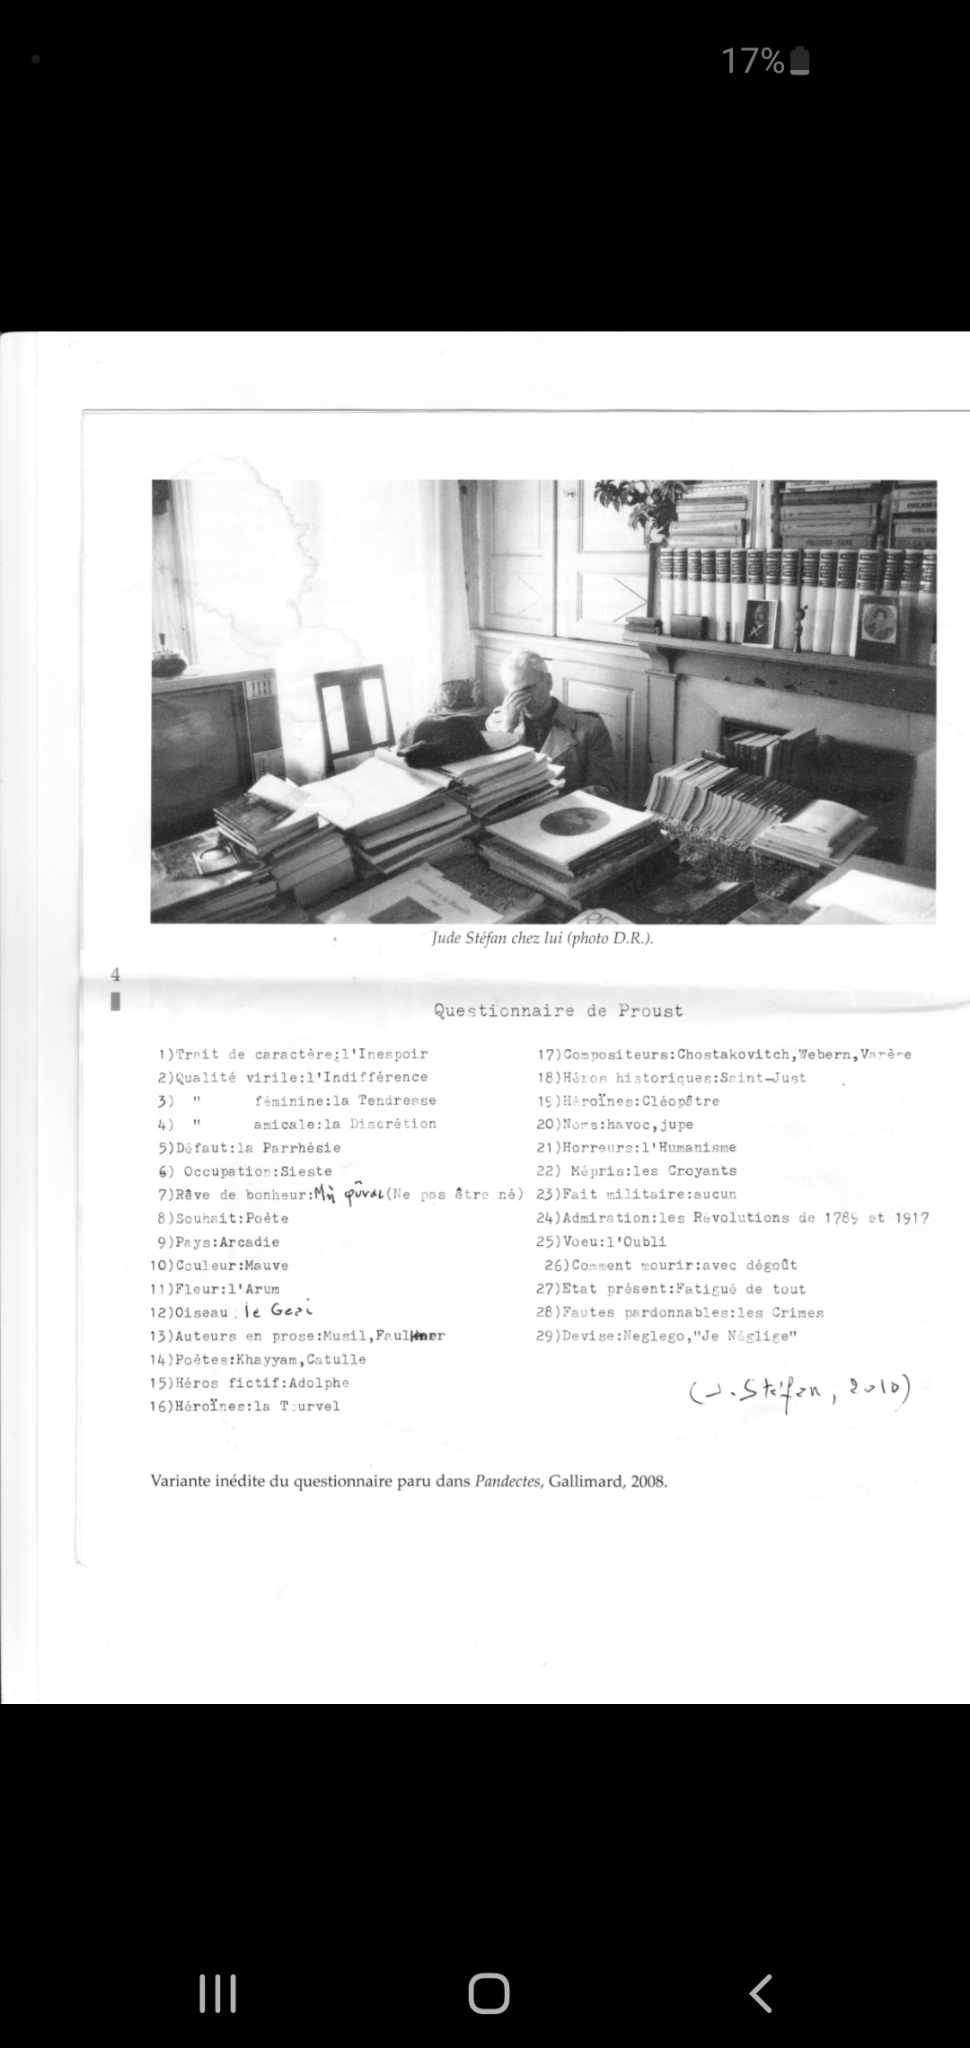 17%
Jude Stéfan chez lui (photo D.R.).
4
Questionnaire de Proust
1)Trait de caractère;l'Inespoir
2)Qualité virile:l'Indifférence
3) " féminine:la Tendresse
4) " amicale:la Discrétion
5)Défaut:la Parrhésie
6) Occupation:Sieste
7)Rêve de bonheur:Μὴ φῦναι(Ne pas être né)
8)Souhait:Poète
9)Pays:Arcadie
10)Couleur:Mauve
11)Fleur:l'Arum
12)Oiseau: le Geai
13)Auteurs en prose:Musil,Faulkner
14)Poètes:Khayyam,Catulle
15)Héros fictif:Adolphe
16)Héroïnes:la Tourvel
17)Compositeurs:Chostakovitch,Webern,Varèse
18)Héros historiques:Saint-Just
19)Héroïnes:Cléopâtre
20)Noms:havoc,jupe
21)Horreurs:l'Humanisme
22) Mépris:les Croyants
23)Fait militaire:aucun
24)Admiration:les Révolutions de 1789 et 1917
25)Voeu:l'Oubli
26)Comment mourir:avec dégoût
27)Etat présent:Fatigué de tout
28)Fautes pardonnables:les Crimes
29)Devise:Neglego,"Je Néglige"
(J. Stéfan, 2010)
Variante inédite du questionnaire paru dans Pandectes, Gallimard, 2008.